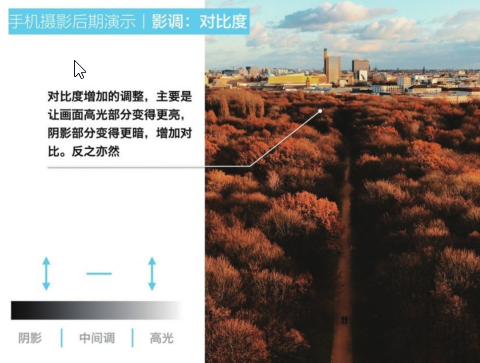 手机摄影后期演示｜影调：对比度
对比度增加的调整，主要是
让画面高光部分变得更亮，
阴影部分变得更暗，增加对
比。反之亦然
阴影｜中间调｜高光